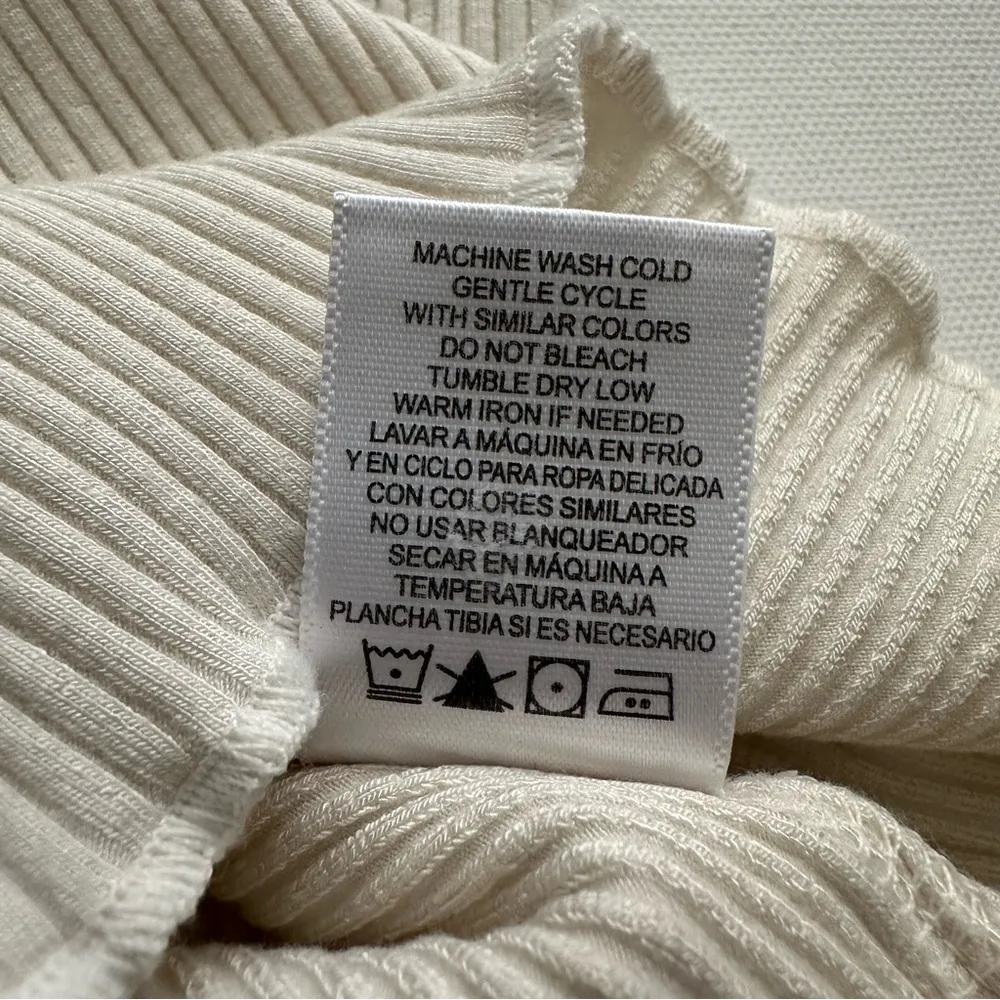 MACHINE WASH COLD
GENTLE CYCLE
WITH SIMILAR COLORS
DO NOT BLEACH
TUMBLE DRY LOW
WARM IRON IF NEEDED
LAVAR A MÁQUINA EN FRÍO
Y EN CICLO PARA ROPA DELICADA
CON COLORES SIMILARES
NO USAR BLANQUEADOR
SECAR EN MÁQUINA A
TEMPERATURA BAJA
PLANCHA TIBIA SI ES NECESARIO